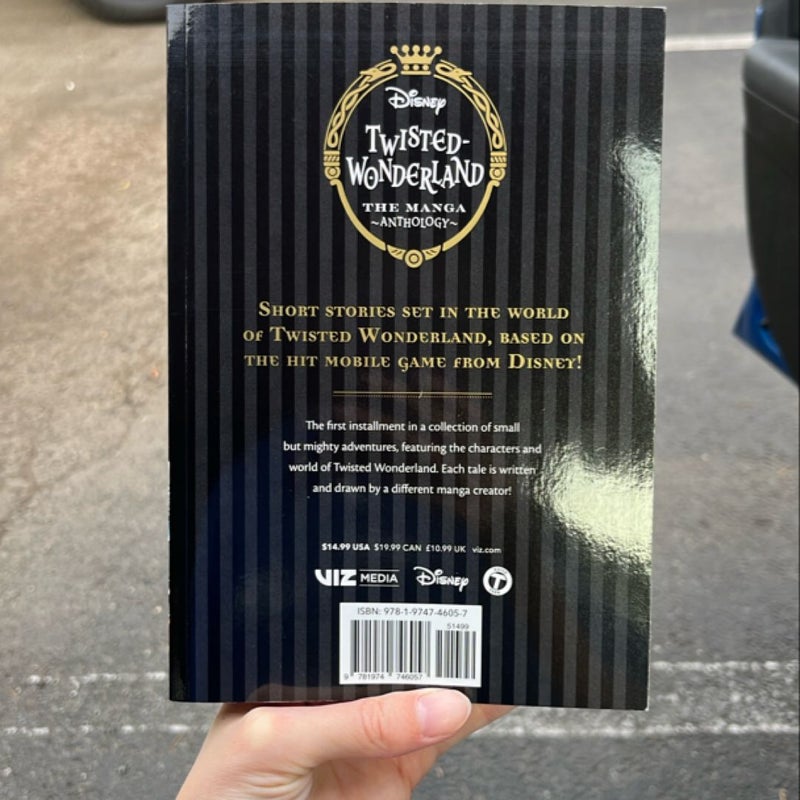 Disney
TWISTED-
WONDERLAND
THE MANGA
~ANTHOLOGY~
SHORT STORIES SET IN THE WORLD
OF TWISTED WONDERLAND, BASED ON
THE HIT MOBILE GAME FROM DISNEY!
The first installment in a collection of small
but mighty adventures, featuring the characters and
world of Twisted Wonderland. Each tale is written
and drawn by a different manga creator!
$14.99 USA $19.99 CAN £10.99 UK viz.com
VIZ MEDIA Disney T
ISBN: 978-1-9747-4605-7
51499
9 781974 746057